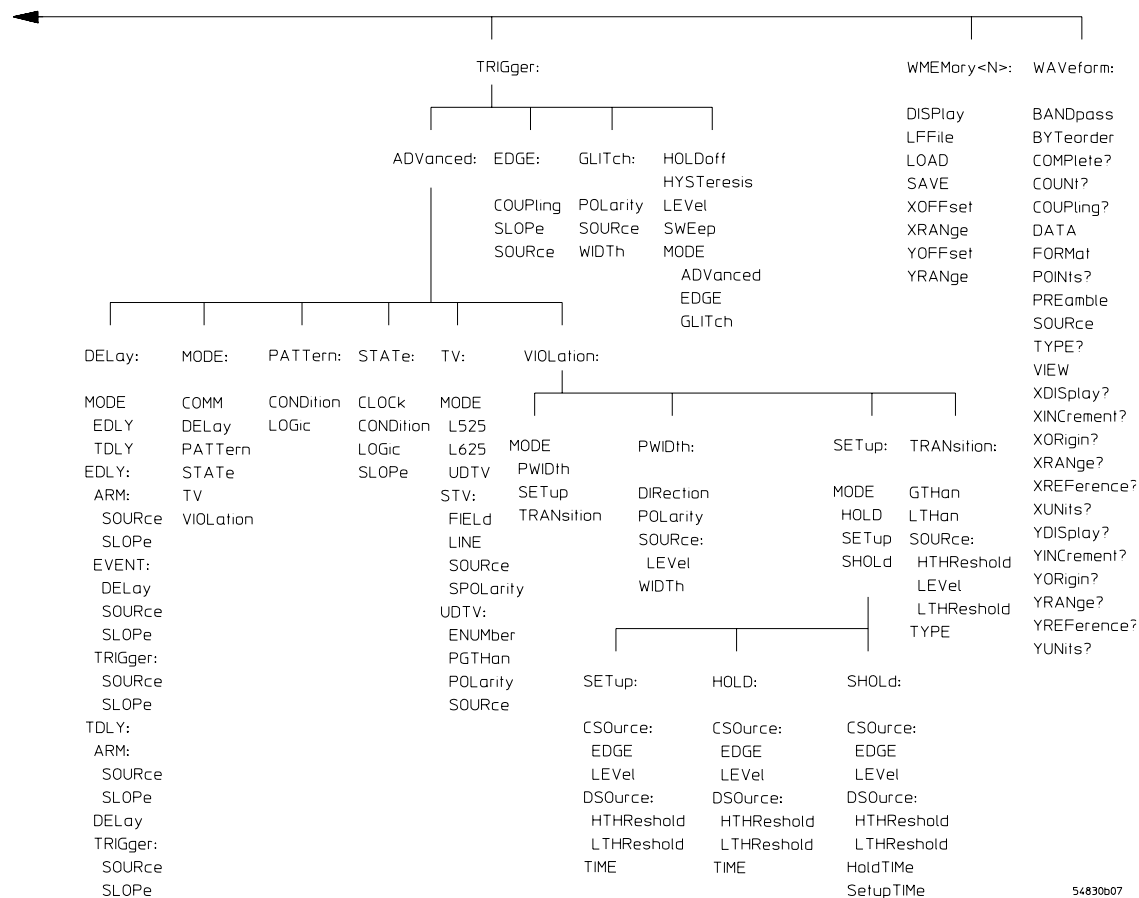 TRIGger:
WMEMory<N>:
DISPlay
LFFile
LOAD
SAVE
XOFFset
XRANge
YOFFset
YRANge
WAVeform:
BANDpass
BYTeorder
COMPlete?
COUNt?
COUPling?
DATA
FORMat
POINts?
PREamble
SOURce
TYPE?
VIEW
XDISplay?
XINCrement?
XORigin?
XRANge?
XREFerence?
XUNits?
YDISplay?
YINCrement?
YORigin?
YRANge?
YREFerence?
YUNits?
ADVanced:
EDGE:
COUPling
SLOPe
SOURce
GLITch:
POLarity
SOURce
WIDTh
HOLDoff
HYSTeresis
LEVel
SWEep
MODE
ADVanced
EDGE
GLITch
DELay:
MODE
EDLY
TDLY
EDLY:
ARM:
SOURce
SLOPe
EVENT:
DELay
SOURce
SLOPe
TRIGger:
SOURce
SLOPe
TDLY:
ARM:
SOURce
SLOPe
DELay
TRIGger:
SOURce
SLOPe
MODE:
COMM
DELay
PATTern
STATe
TV
VIOLation
PATTern:
CONDition
LOGic
STATe:
CLOCk
CONDition
LOGic
SLOPe
TV:
MODE
L525
L625
UDTV
STV:
FIELd
LINE
SOURce
SPOLarity
UDTV:
ENUMber
PGTHan
POLarity
SOURce
VIOLation:
MODE
PWIDth
SETup
TRANsition
PWIDth:
DIRection
POLarity
SOURce:
LEVel
WIDTh
SETup:
MODE
HOLD
SETup
SHOLd
TRANsition:
GTHan
LTHan
SOURce:
HTHReshold
LEVel
LTHReshold
TYPE
SETup:
CSOurce:
EDGE
LEVel
DSOurce:
HTHReshold
LTHReshold
TIME
HOLD:
CSOurce:
EDGE
LEVel
DSOurce:
HTHReshold
LTHReshold
TIME
SHOLd:
CSOurce:
EDGE
LEVel
DSOurce:
HTHReshold
LTHReshold
HoldTIMe
SetupTIMe
54830b07